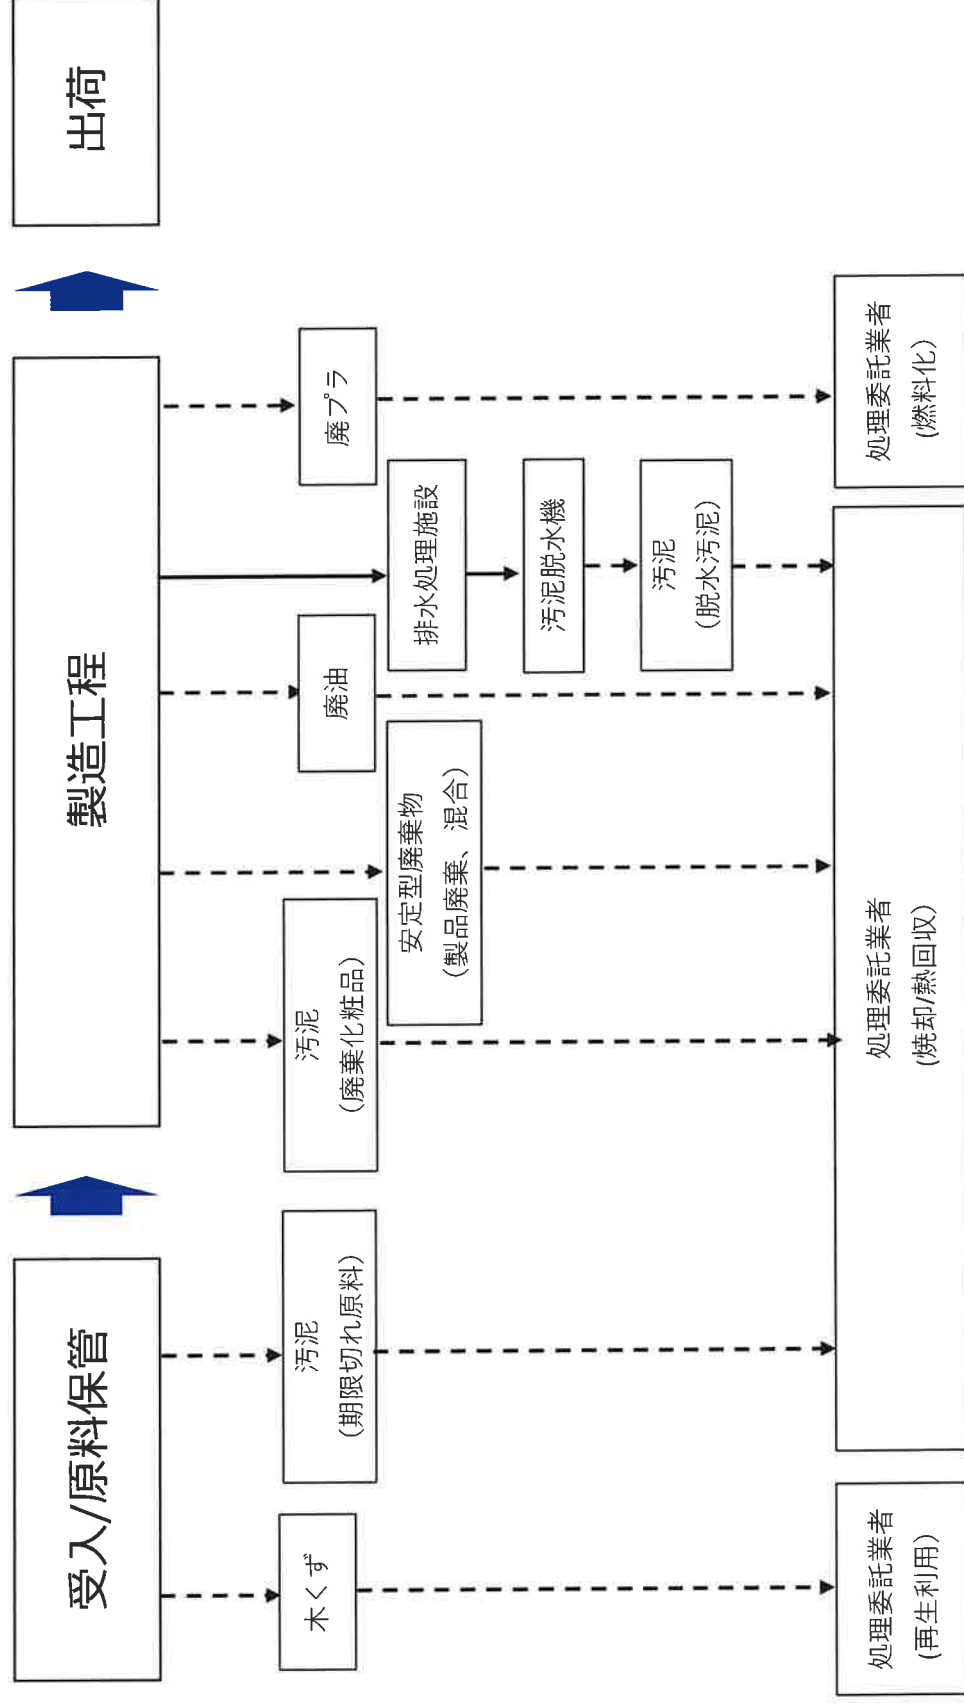 受入/原料保管
製造工程
出荷
木くず
汚泥
(期限切れ原料)
汚泥
(廃棄化粧品)
安定型廃棄物
(製品廃棄、混合)
廃油
排水処理施設
汚泥脱水機
汚泥
(脱水汚泥)
廃プラ
処理委託業者
(再生利用)
処理委託業者
(焼却/熱回収)
処理委託業者
(燃料化)